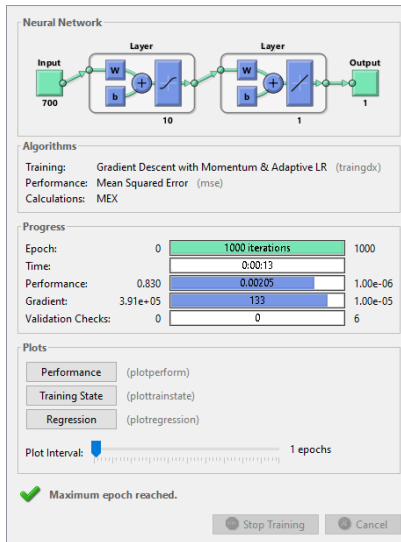 Neural Network
Layer Layer
Input Output
W W
b b
700 1
10 1
Algorithms
Training: Gradient Descent with Momentum & Adaptive LR (traingdx)
Performance: Mean Squared Error (mse)
Calculations: MEX
Progress
Epoch: 0 1000 iterations 1000
Time: 0:00:13
Performance: 0.830 0.00205 1.00e-06
Gradient: 3.91e+05 133 1.00e-05
Validation Checks: 0 0 6
Plots
Performance (plotperform)
Training State (plottrainstate)
Regression (plotregression)
Plot Interval: 1 epochs
Maximum epoch reached.
Stop Training Cancel